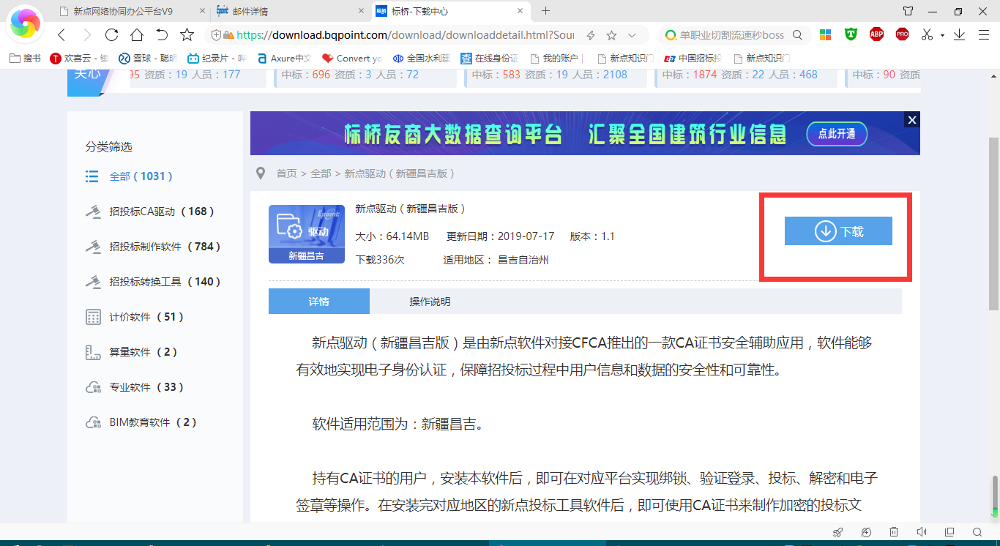 新点网络协同办公平台V9
邮件详情
标桥-下载中心
https://download.bqpoint.com/download/downloaddetail.html?Sour
单职业切割流速秒boss
ABP
PRO
搜书
欢喜云 - 锺
雪球 - 聪明
纪录片 - 哔
Axure中文
Convert yo
全国水利建
查 在线身份证
我的账户
新点知识门
中国招标投
新点知识门
关心
95 资质：19 人员：177
中标：696 资质：3 人员：72
中标：583 资质：19 人员：2108
中标：1874 资质：22 人员：468
中标：90 资质
标桥友商大数据查询平台 汇聚全国建筑行业信息
点此开通
X
分类筛选
全部 ( 1031 )
招投标CA驱动 ( 168 )
招投标制作软件 ( 784 )
招投标转换工具 ( 140 )
计价软件 ( 51 )
算量软件 ( 2 )
专业软件 ( 33 )
BIM教育软件 ( 2 )
首页 > 全部 > 新点驱动（新疆昌吉版）
Epoint
驱动
新疆昌吉
新点驱动（新疆昌吉版）
大小：64.14MB 更新日期：2019-07-17 版本：1.1
下载336次 适用地区： 昌吉自治州
下载
详情
操作说明
新点驱动（新疆昌吉版）是由新点软件对接CFCA推出的一款CA证书安全辅助应用，软件能够
有效地实现电子身份认证，保障招投标过程中用户信息和数据的安全性和可靠性。
软件适用范围为：新疆昌吉。
持有CA证书的用户，安装本软件后，即可在对应平台实现绑锁、验证登录、投标、解密和电子
签章等操作。在安装完对应地区的新点投标工具软件后，即可使用CA证书来制作加密的投标文